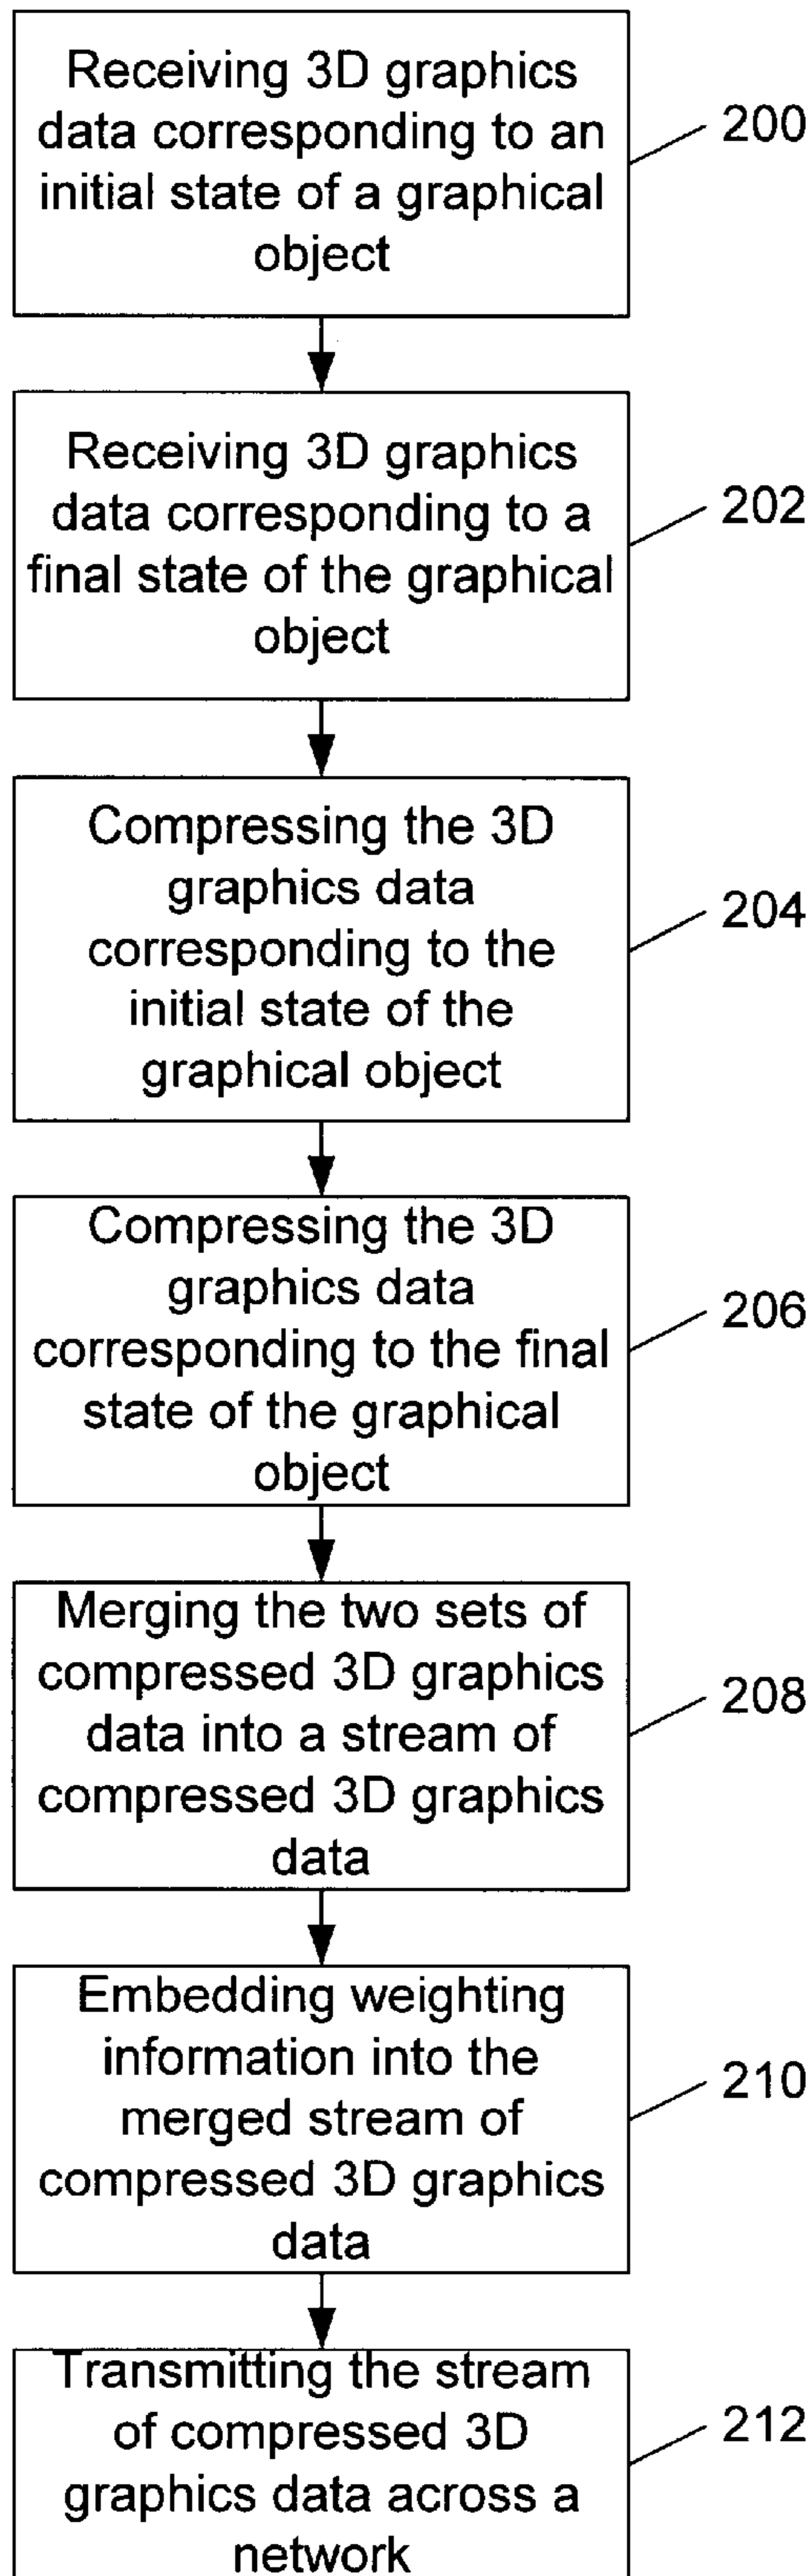 Receiving 3D graphics
data corresponding to an
initial state of a graphical
object
200
Receiving 3D graphics
data corresponding to a
final state of the graphical
object
202
Compressing the 3D
graphics data
corresponding to the
initial state of the
graphical object
204
Compressing the 3D
graphics data
corresponding to the final
state of the graphical
object
206
Merging the two sets of
compressed 3D graphics
data into a stream of
compressed 3D graphics
data
208
Embedding weighting
information into the
merged stream of
compressed 3D graphics
data
210
Transmitting the stream
of compressed 3D
graphics data across a
network
212